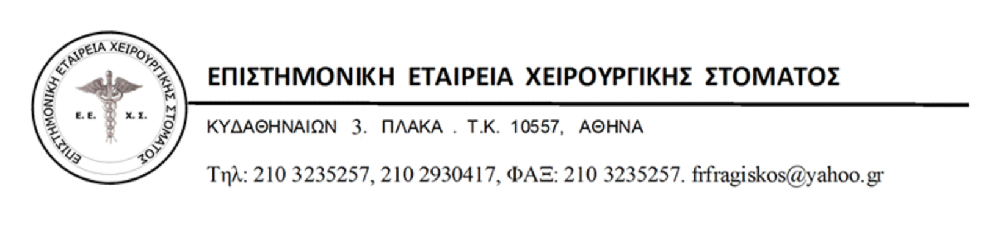 ΕΠΙΣΤΗΜΟΝΙΚΗ ΕΤΑΙΡΕΙΑ ΧΕΙΡΟΥΡΓΙΚΗΣ ΣΤΟΜΑΤΟΣ
Ε. Ε. Χ. Σ.
ΕΠΙΣΤΗΜΟΝΙΚΗ ΕΤΑΙΡΕΙΑ ΧΕΙΡΟΥΡΓΙΚΗΣ ΣΤΟΜΑΤΟΣ
ΚΥΔΑΘΗΝΑΙΩΝ 3. ΠΛΑΚΑ . Τ.Κ. 10557, ΑΘΗΝΑ
Τηλ: 210 3235257, 210 2930417, ΦΑΞ: 210 3235257. frfragiskos@yahoo.gr